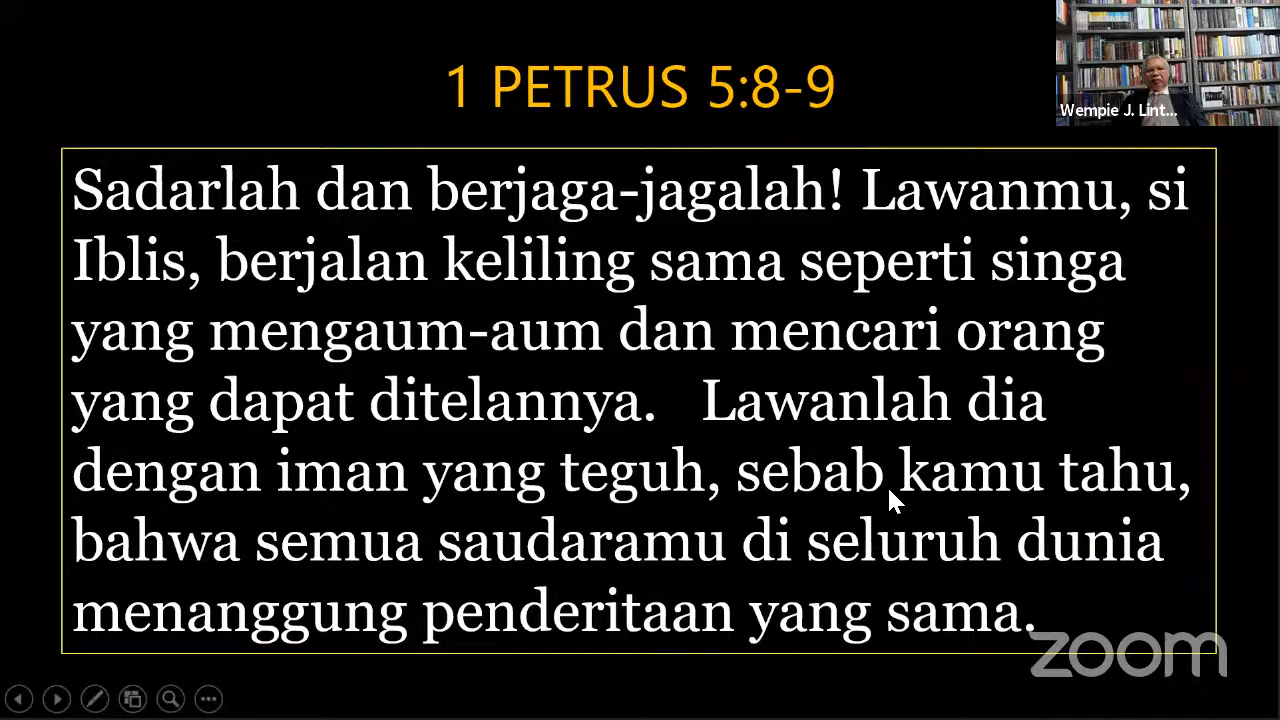 1 PETRUS 5:8-9
Wempie J. Lint...
Sadarlah dan berjaga-jagalah! Lawanmu, si
Iblis, berjalan keliling sama seperti singa
yang mengaum-aum dan mencari orang
yang dapat ditelannya. Lawanlah dia
dengan iman yang teguh, sebab kamu tahu,
bahwa semua saudaramu di seluruh dunia
menanggung penderitaan yang sama.
zoom